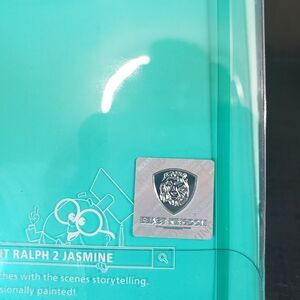 BEAST KINGDOM
IT RALPH 2 JASMINE
ches with the scenes storytelling.
sionally painted!